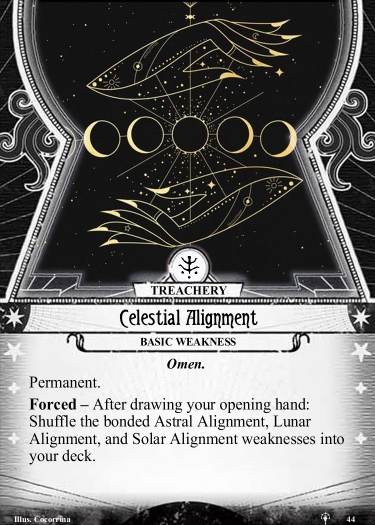 TREACHERY
Celestial Alignment
BASIC WEAKNESS
Omen.
Permanent.
Forced – After drawing your opening hand:
Shuffle the bonded Astral Alignment, Lunar
Alignment, and Solar Alignment weaknesses into
your deck.
Illus. Cocorrina
44